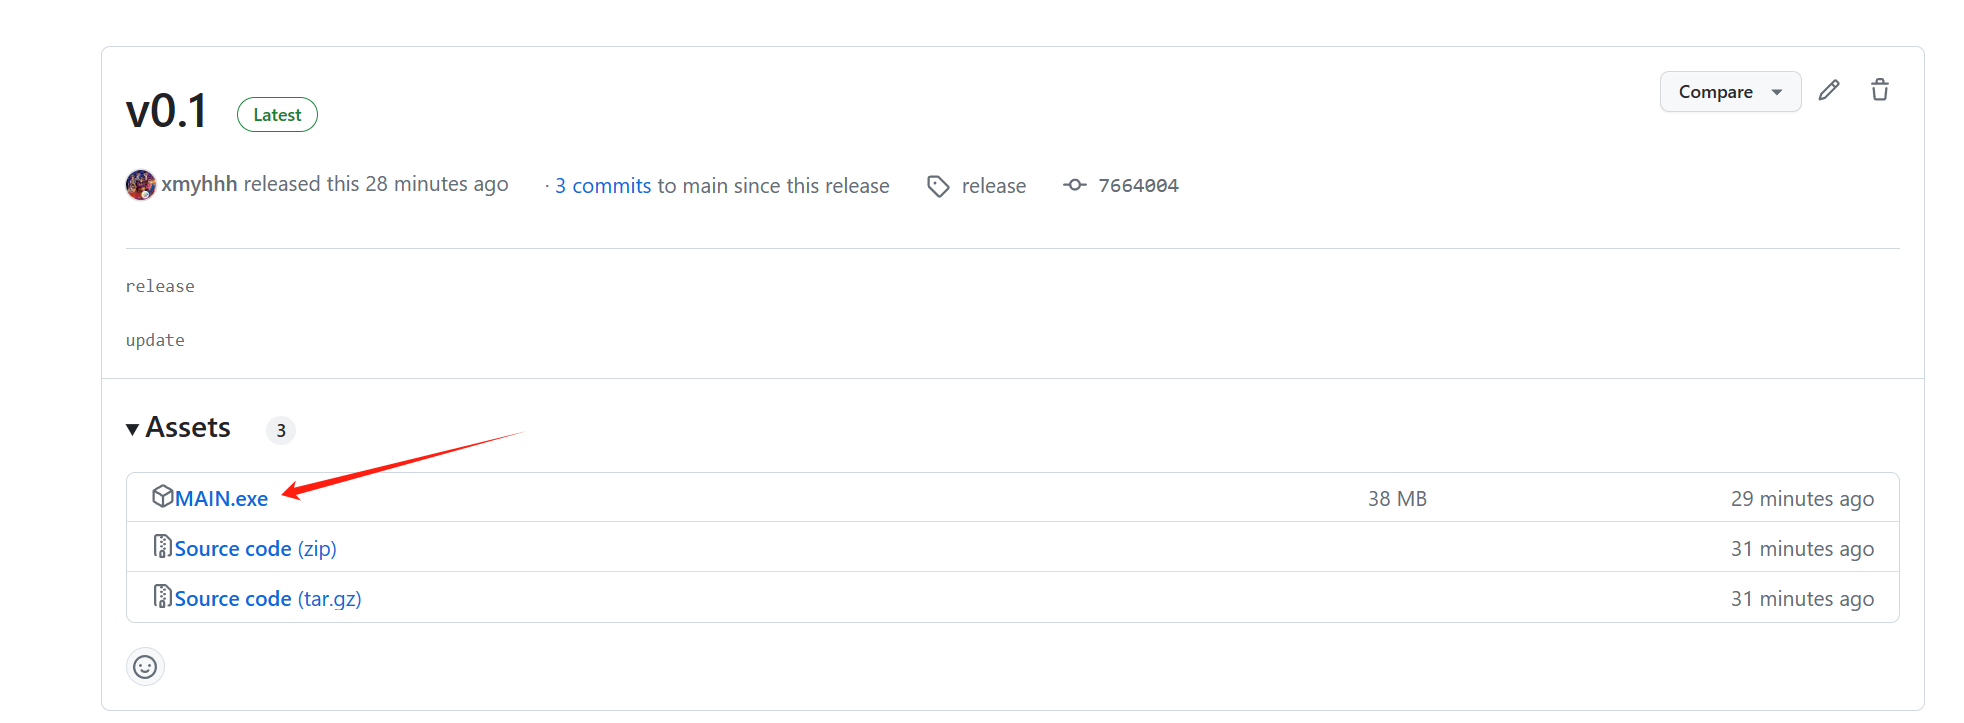 v0.1 Latest Compare
xmyhhh released this 28 minutes ago · 3 commits to main since this release release 7664004
release
update
Assets 3
MAIN.exe 38 MB 29 minutes ago
Source code (zip) 31 minutes ago
Source code (tar.gz) 31 minutes ago